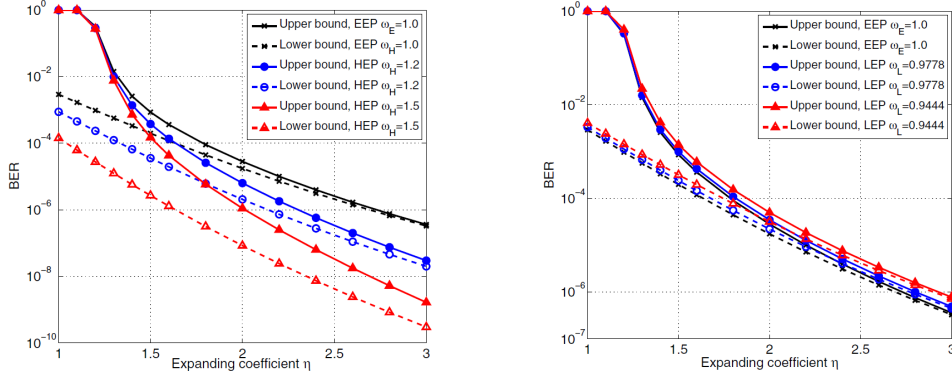 10^0
10^-2
10^-4
10^-6
10^-8
10^-10
BER
1
1.5
2
2.5
3
Expanding coefficient η
Upper bound, EEP ω_E=1.0
Lower bound, EEP ω_H=1.0
Upper bound, HEP ω_H=1.2
Lower bound, HEP ω_H=1.2
Upper bound, HEP ω_H=1.5
Lower bound, HEP ω_H=1.5
10^0
10^-2
10^-4
10^-6
10^-7
BER
1
1.5
2
2.5
3
Expanding coefficient η
Upper bound, EEP ω_E=1.0
Lower bound, EEP ω_E=1.0
Upper bound, LEP ω_L=0.9778
Lower bound, LEP ω_L=0.9778
Upper bound, LEP ω_L=0.9444
Lower bound, LEP ω_L=0.9444